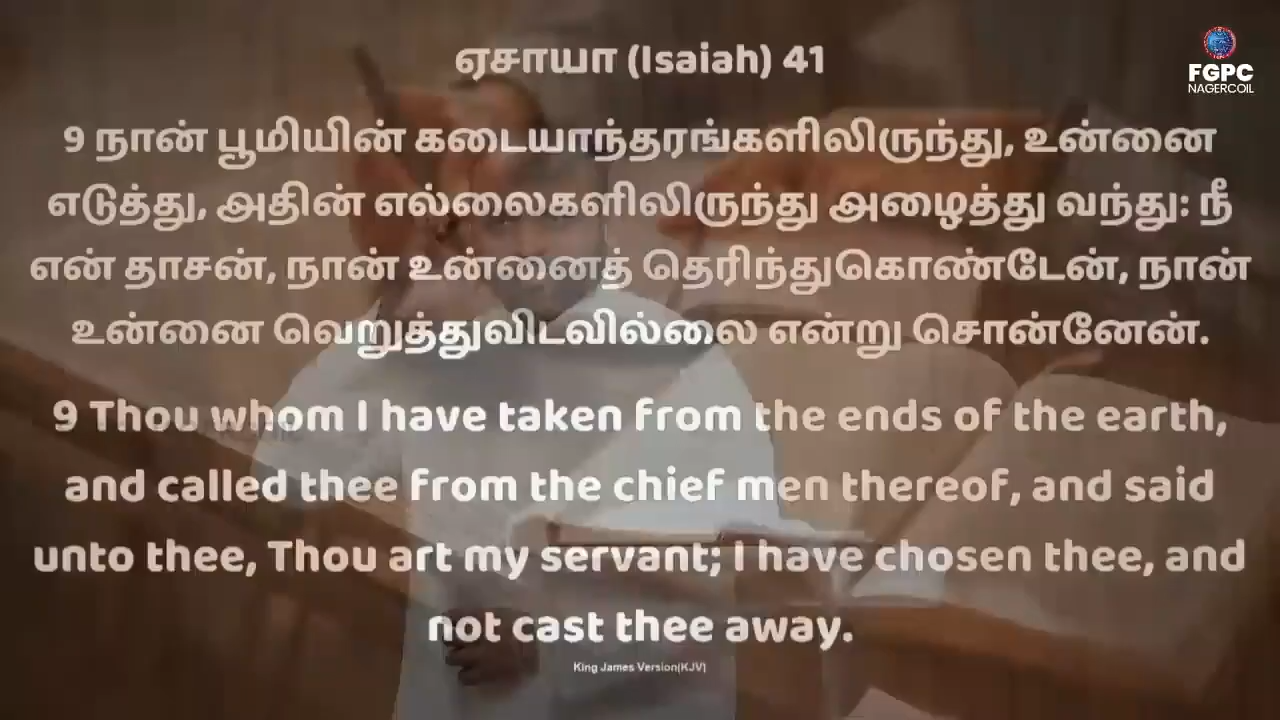 ஏசாயா (Isaiah) 41
FGPC
NAGERCOIL
9 நான் பூமியின் கடையாந்தரங்களிலிருந்து, உன்னை
எடுத்து, அதின் எல்லைகளிலிருந்து அழைத்து வந்து: நீ
என் தாசன், நான் உன்னைத் தெரிந்துகொண்டேன், நான்
உன்னை வெறுத்துவிடவில்லை என்று சொன்னேன்.
9 Thou whom I have taken from the ends of the earth,
and called thee from the chief men thereof, and said
unto thee, Thou art my servant; I have chosen thee, and
not cast thee away.
King James Version(KJV)